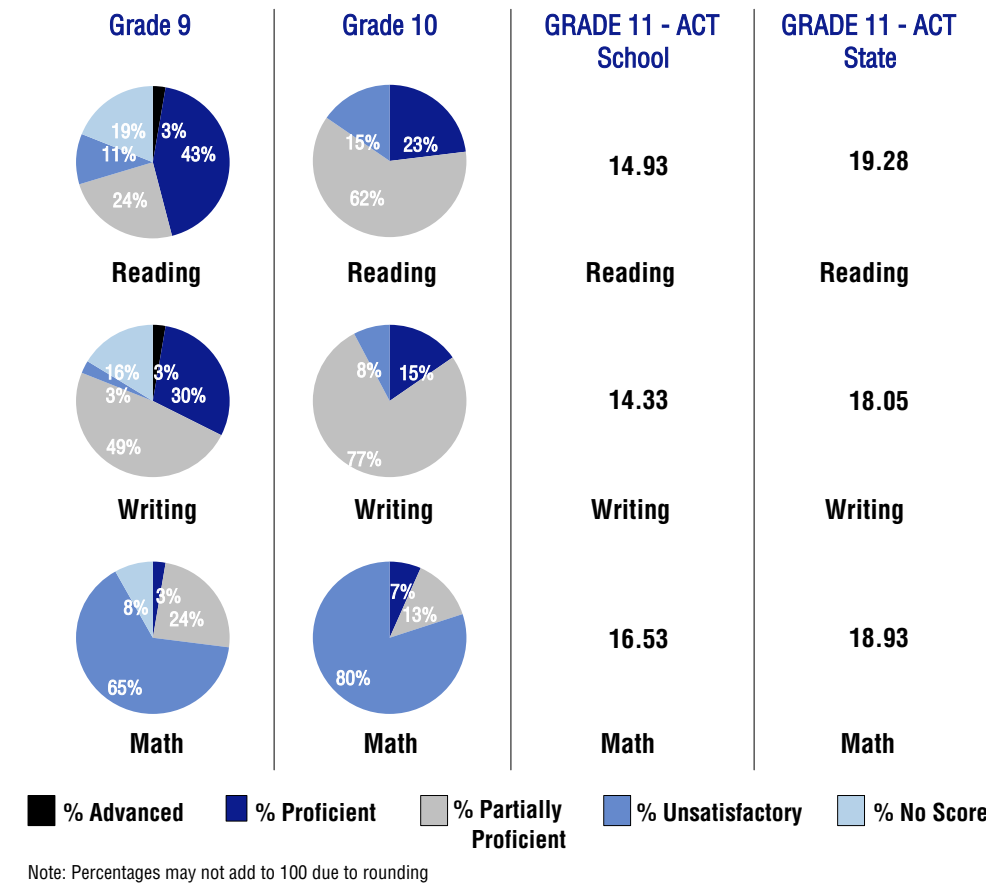 Grade 9
Grade 10
GRADE 11 - ACT
School
GRADE 11 - ACT
State
19%
3%
11%
43%
24%
15%
23%
62%
14.93
19.28
Reading
Reading
Reading
Reading
16%
3%
3%
30%
49%
8%
15%
77%
14.33
18.05
Writing
Writing
Writing
Writing
8%
3%
24%
65%
7%
13%
80%
16.53
18.93
Math
Math
Math
Math
% Advanced
% Proficient
% Partially
Proficient
% Unsatisfactory
% No Score
Note: Percentages may not add to 100 due to rounding